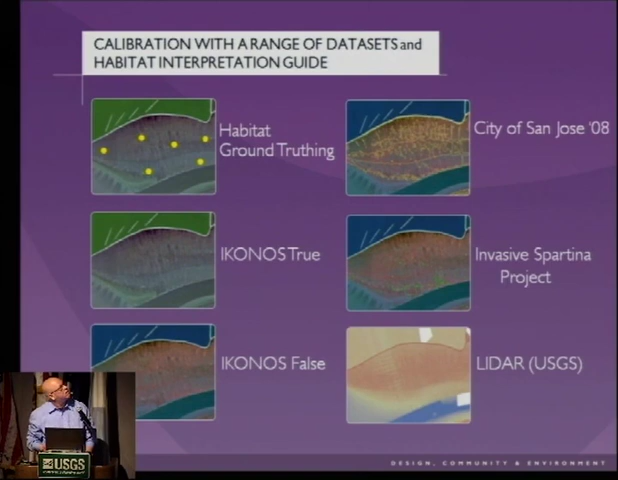 CALIBRATION WITH A RANGE OF DATASETS and
HABITAT INTERPRETATION GUIDE
Habitat
Ground Truthing
City of San Jose '08
IKONOS True
Invasive Spartina
Project
IKONOS False
LIDAR (USGS)
USGS
DESIGN, COMMUNITY & ENVIRONMENT